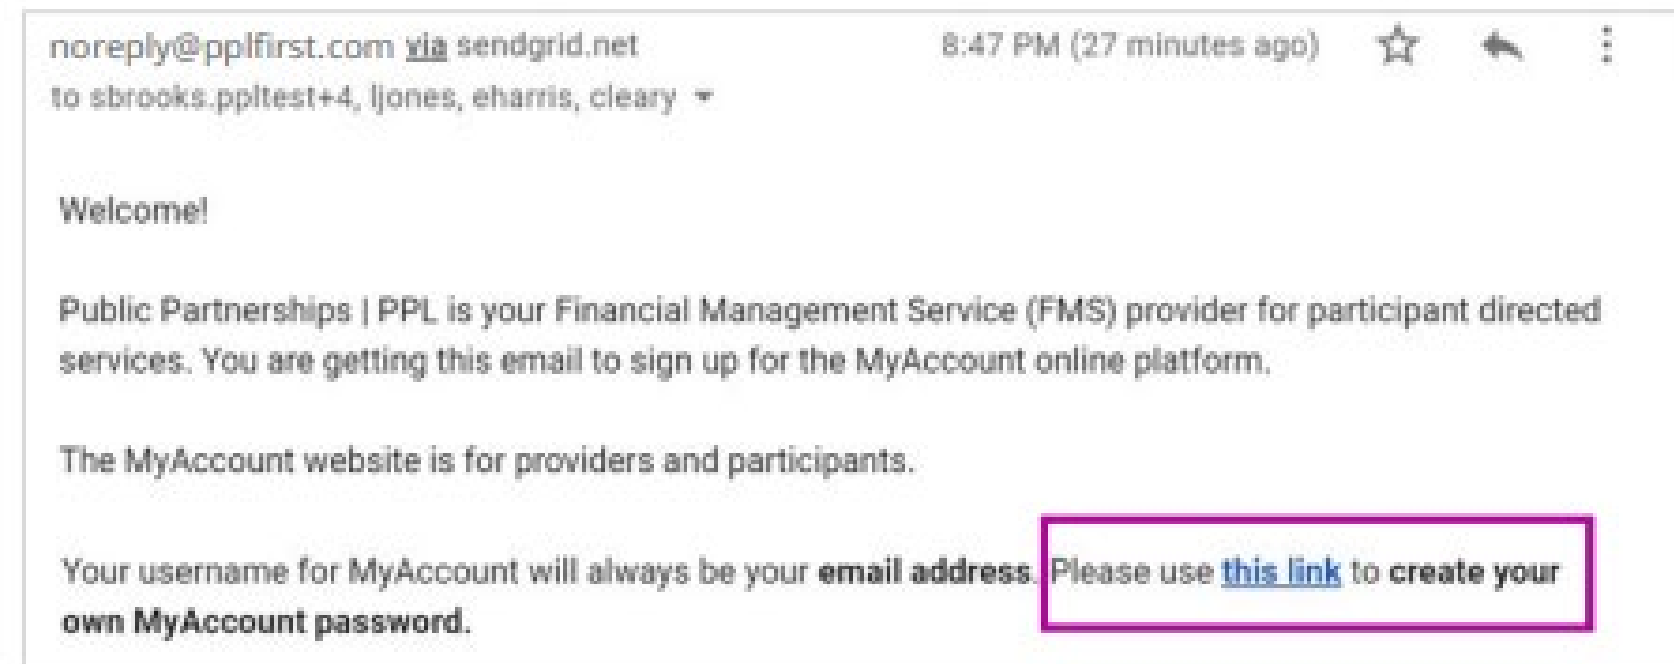 noreply@pplfirst.com via sendgrid.net 8:47 PM (27 minutes ago)
to sbrooks.ppltest+4, ljones, eharris, cleary
Welcome!
Public Partnerships | PPL is your Financial Management Service (FMS) provider for participant directed
services. You are getting this email to sign up for the MyAccount online platform.
The MyAccount website is for providers and participants.
Your username for MyAccount will always be your email address. Please use this link to create your
own MyAccount password.